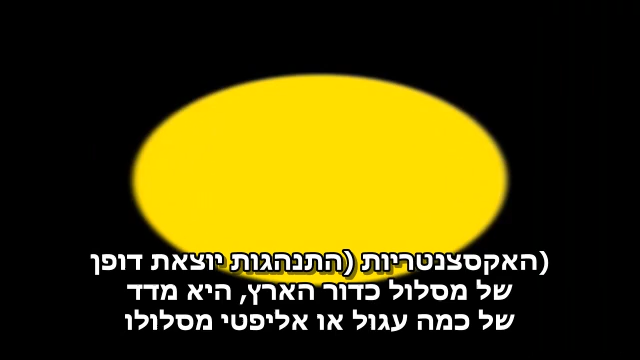 (האקסצנטריות (התנהגות יוצאת דופן
של מסלול כדור הארץ, היא מדד
של כמה עגול או אליפטי מסלולו